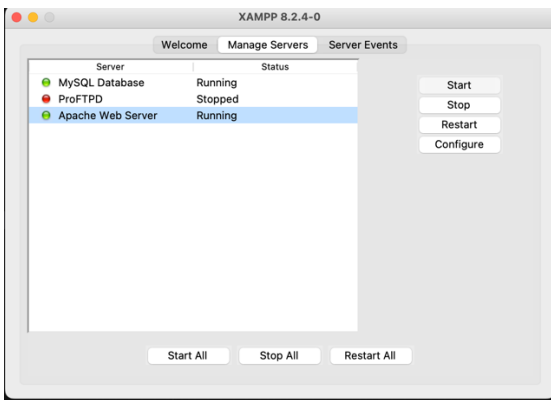 XAMPP 8.2.4-0
Welcome Manage Servers Server Events
Server Status
MySQL Database Running
ProFTPD Stopped
Apache Web Server Running
Start
Stop
Restart
Configure
Start All Stop All Restart All